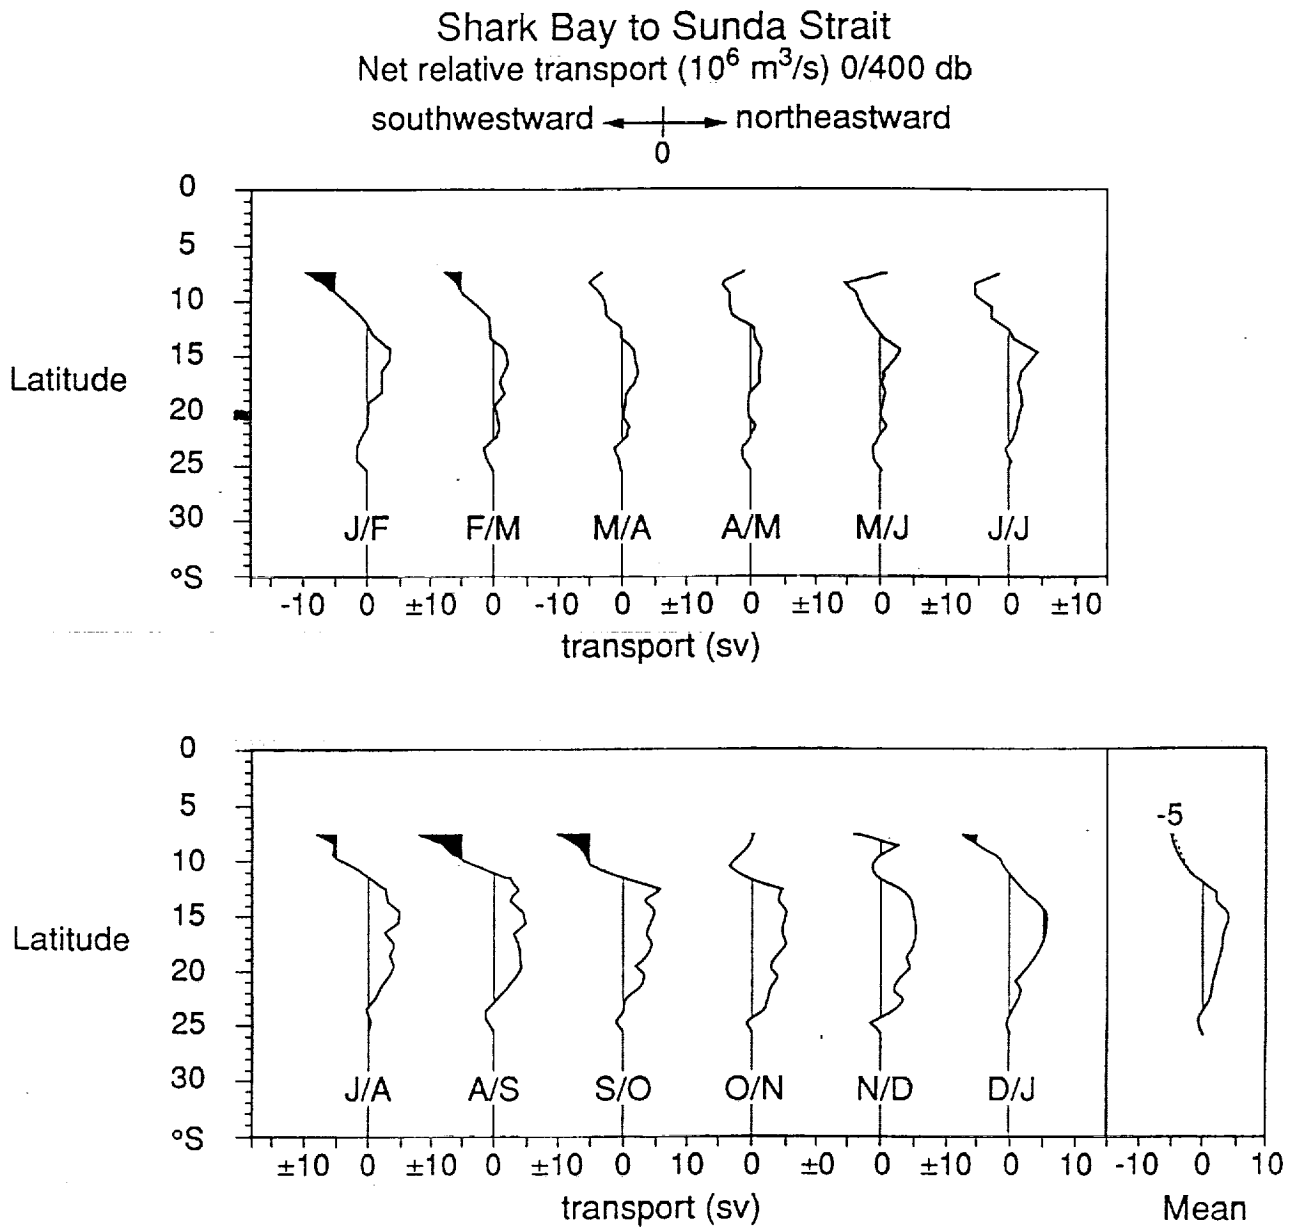 Shark Bay to Sunda Strait
Net relative transport (10⁶ m³/s) 0/400 db
southwestward northeastward
0
0
5
10
15
Latitude
20
25
30
°S
J/F F/M M/A A/M M/J J/J
-10 0 ±10 0 -10 0 ±10 0 ±10 0 ±10 0 ±10
transport (sv)
0
5
-5
10
15
Latitude
20
25
30
°S
J/A A/S S/O O/N N/D D/J
±10 0 ±10 0 ±10 0 10 0 ±0 0 ±10 0 10 -10 0 10
transport (sv) Mean